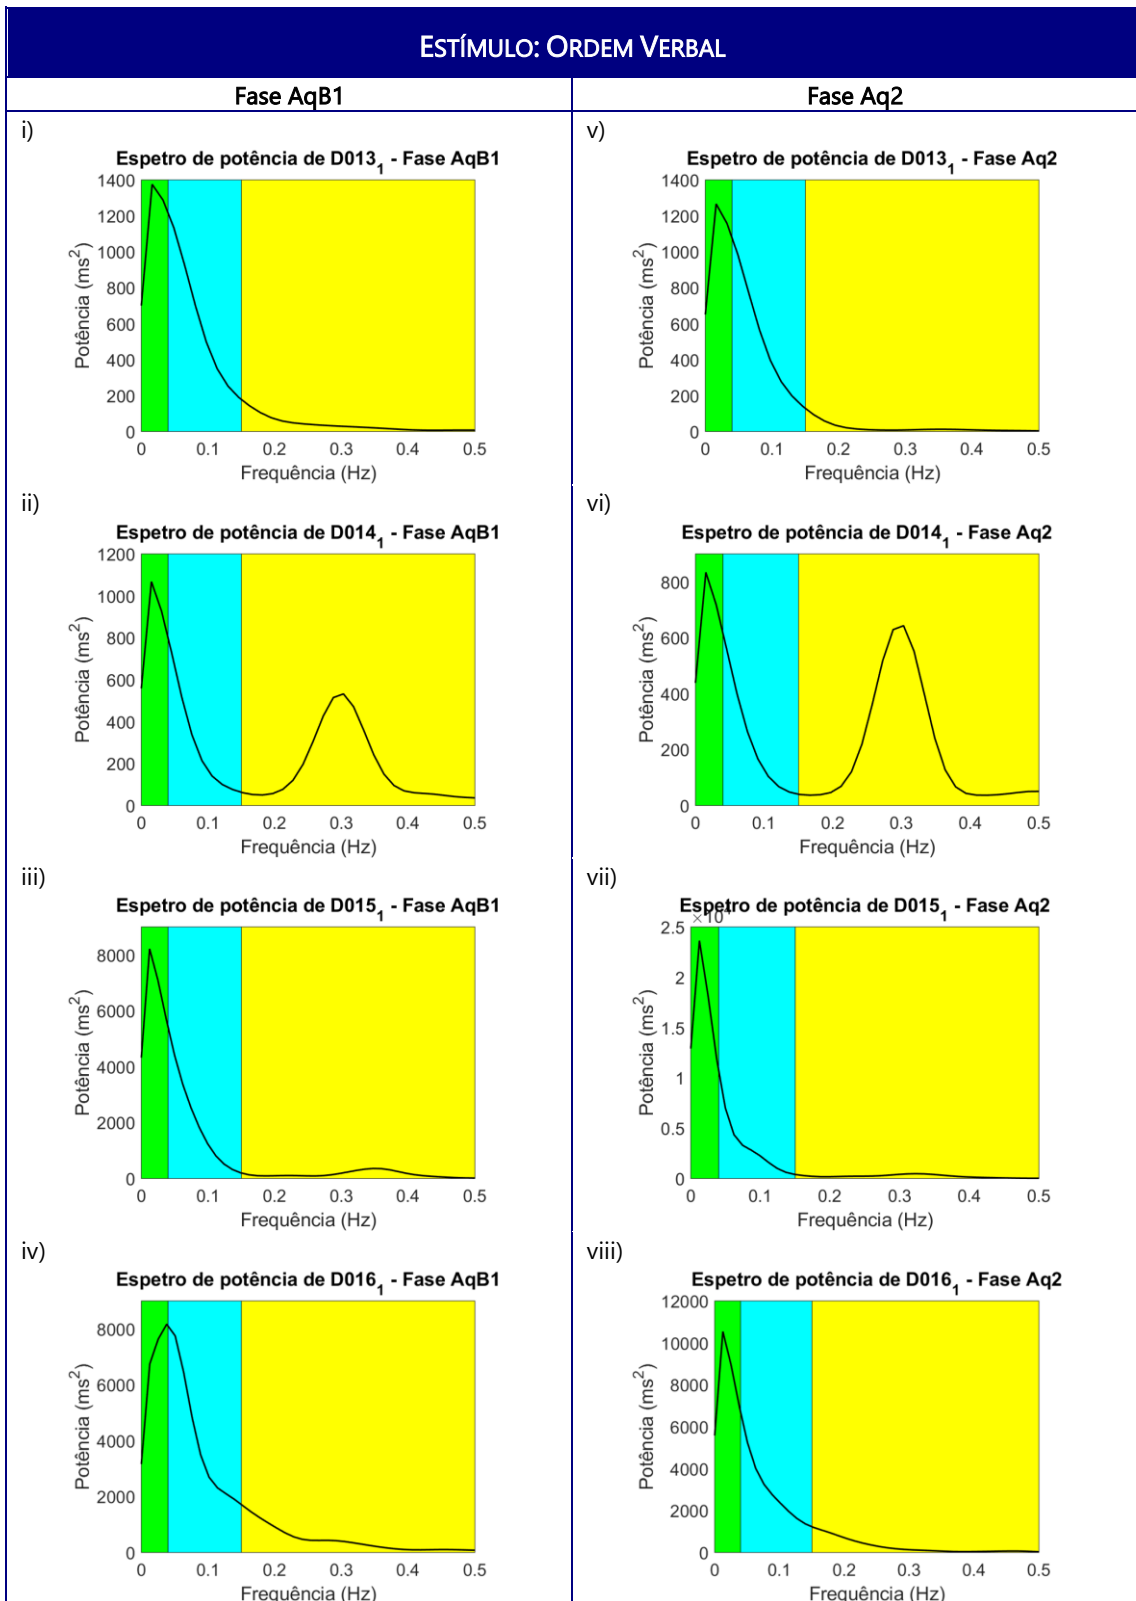 ESTÍMULO: ORDEM VERBAL
Fase AqB1
Fase Aq2
i)
Espetro de potência de D013₁ - Fase AqB1
1400
1200
1000
800
600
400
200
0
Potência (ms²)
0 0.1 0.2 0.3 0.4 0.5
Frequência (Hz)
v)
Espetro de potência de D013₁ - Fase Aq2
1400
1200
1000
800
600
400
200
0
Potência (ms²)
0 0.1 0.2 0.3 0.4 0.5
Frequência (Hz)
ii)
Espetro de potência de D014₁ - Fase AqB1
1200
1000
800
600
400
200
0
Potência (ms²)
0 0.1 0.2 0.3 0.4 0.5
Frequência (Hz)
vi)
Espetro de potência de D014₁ - Fase Aq2
800
600
400
200
0
Potência (ms²)
0 0.1 0.2 0.3 0.4 0.5
Frequência (Hz)
iii)
Espetro de potência de D015₁ - Fase AqB1
8000
6000
4000
2000
0
Potência (ms²)
0 0.1 0.2 0.3 0.4 0.5
Frequência (Hz)
vii)
Espetro de potência de D015₁ - Fase Aq2
×10
2.5
2
1.5
1
0.5
0
Potência (ms²)
0 0.1 0.2 0.3 0.4 0.5
Frequência (Hz)
iv)
Espetro de potência de D016₁ - Fase AqB1
8000
6000
4000
2000
0
Potência (ms²)
0 0.1 0.2 0.3 0.4 0.5
Frequência (Hz)
viii)
Espetro de potência de D016₁ - Fase Aq2
12000
10000
8000
6000
4000
2000
0
Potência (ms²)
0 0.1 0.2 0.3 0.4 0.5
Frequência (Hz)